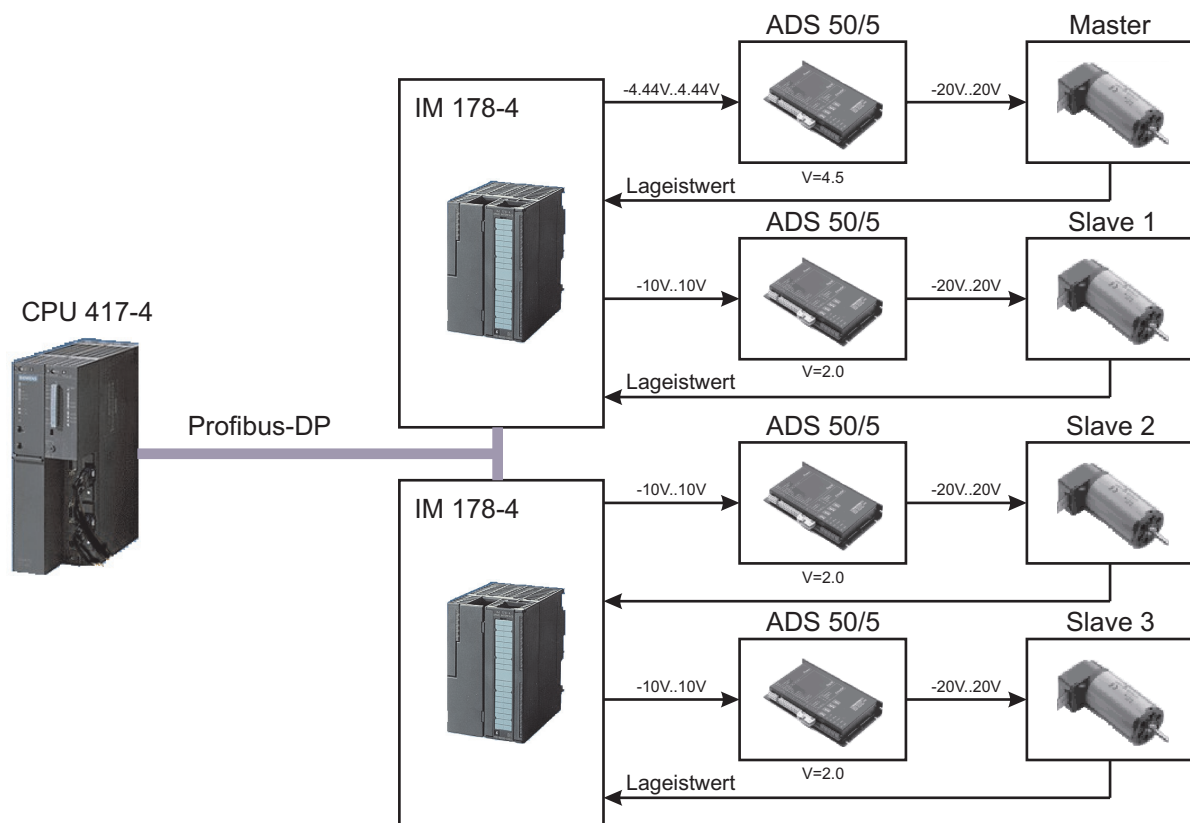 ADS 50/5
Master
IM 178-4
-4.44V..4.44V
-20V..20V
V=4.5
Lageistwert
ADS 50/5
Slave 1
-10V..10V
-20V..20V
V=2.0
Lageistwert
CPU 417-4
Profibus-DP
ADS 50/5
Slave 2
IM 178-4
-10V..10V
-20V..20V
V=2.0
ADS 50/5
Slave 3
-10V..10V
-20V..20V
V=2.0
Lageistwert